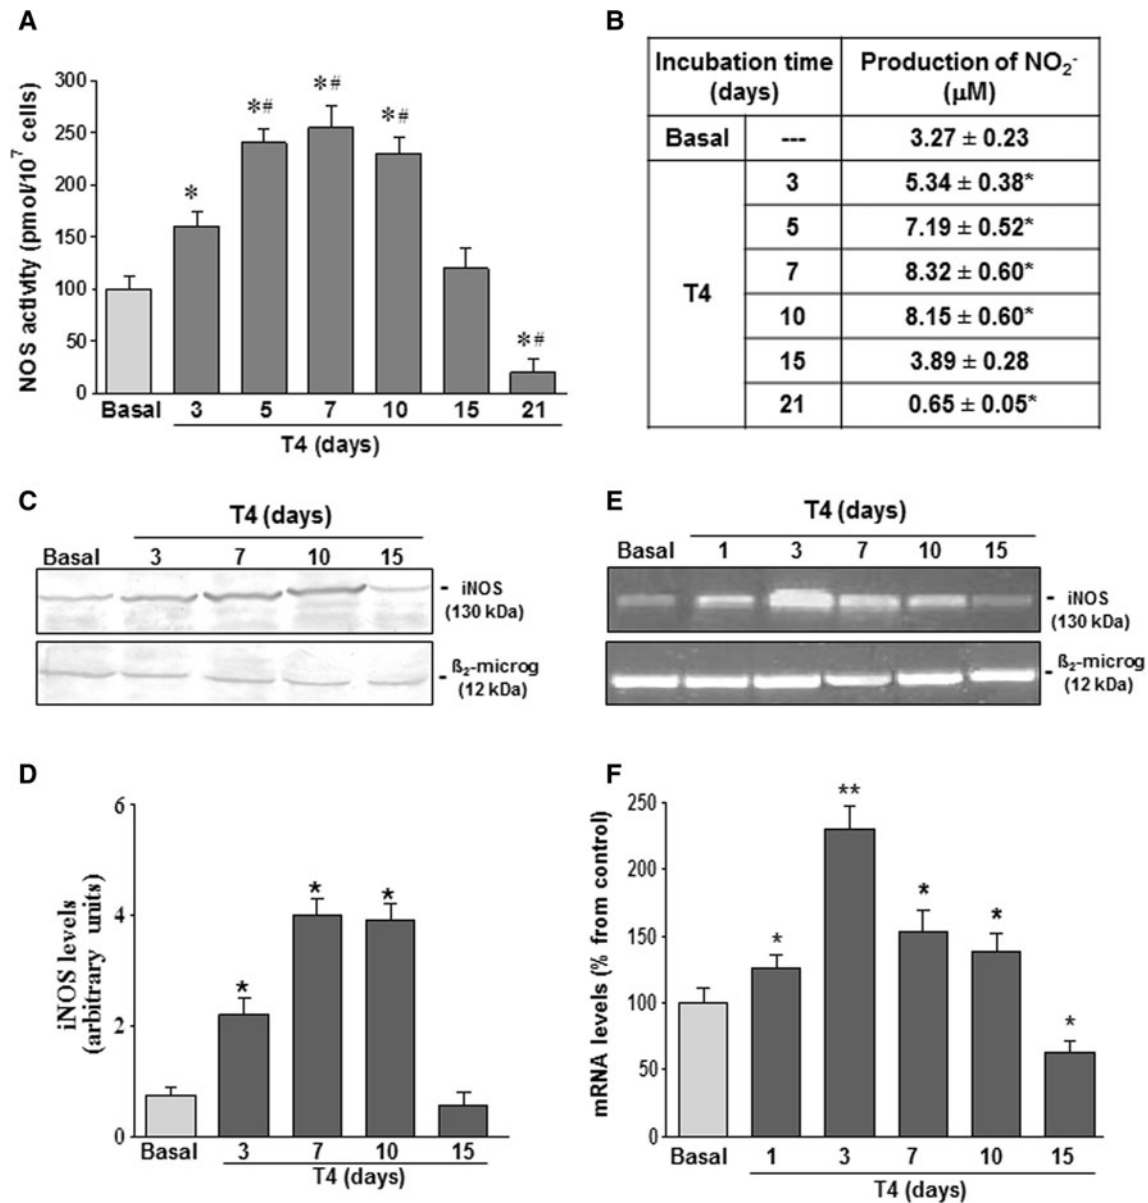 A
NOS activity (pmol/10⁷ cells)
300
250
200
150
100
50
0
*
*#
*#
*#
*#
Basal 3 5 7 10 15 21
T4 (days)
B
Incubation time (days) Production of NO₂⁻ (μM)
Basal --- 3.27 ± 0.23
T4
3 5.34 ± 0.38*
5 7.19 ± 0.52*
7 8.32 ± 0.60*
10 8.15 ± 0.60*
15 3.89 ± 0.28
21 0.65 ± 0.05*
C
T4 (days)
Basal 3 7 10 15
- iNOS
(130 kDa)
- ß₂-microg
(12 kDa)
E
T4 (days)
Basal 1 3 7 10 15
- iNOS
(130 kDa)
- ß₂-microg
(12 kDa)
D
iNOS levels
(arbitrary units)
6
4
2
0
*
*
*
Basal 3 7 10 15
T4 (days)
F
mRNA levels (% from control)
250
200
150
100
50
0
*
**
*
*
*
Basal 1 3 7 10 15
T4 (days)